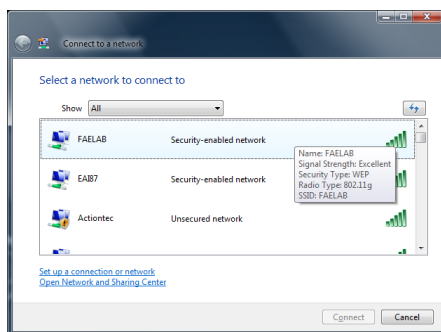 Connect to a network
Select a network to connect to
Show All
FAELAB Security-enabled network
Name: FAELAB
Signal Strength: Excellent
Security Type: WEP
Radio Type: 802.11g
SSID: FAELAB
EAI87 Security-enabled network
Actiontec Unsecured network
Set up a connection or network
Open Network and Sharing Center
Connect Cancel